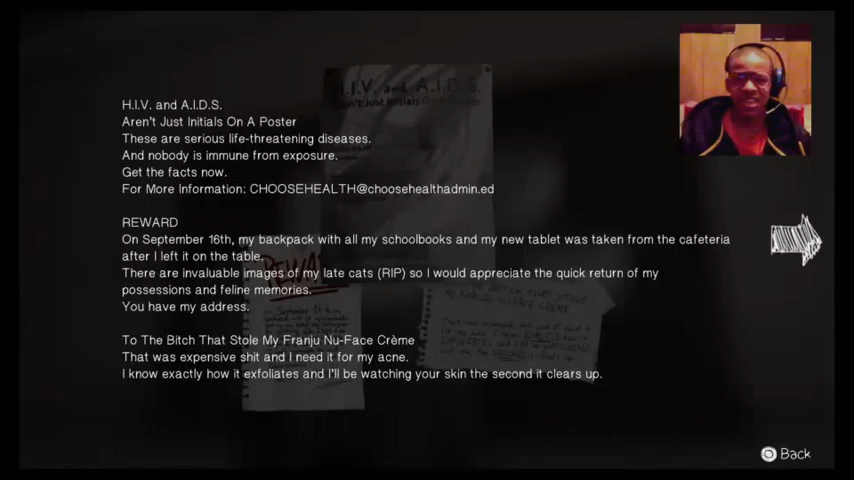 H.I.V. and A.I.D.S.
Aren't Just Initials On A Poster
These are serious life-threatening diseases.
And nobody is immune from exposure.
Get the facts now.
For More Information: CHOOSEHEALTH@choosehealthadmin.ed
REWARD
On September 16th, my backpack with all my schoolbooks and my new tablet was taken from the cafeteria
after I left it on the table.
There are invaluable images of my late cats (RIP) so I would appreciate the quick return of my
possessions and feline memories.
You have my address.
To The Bitch That Stole My Franju Nu-Face Crème
That was expensive shit and I need it for my acne.
I know exactly how it exfoliates and I'll be watching your skin the second it clears up.
Back